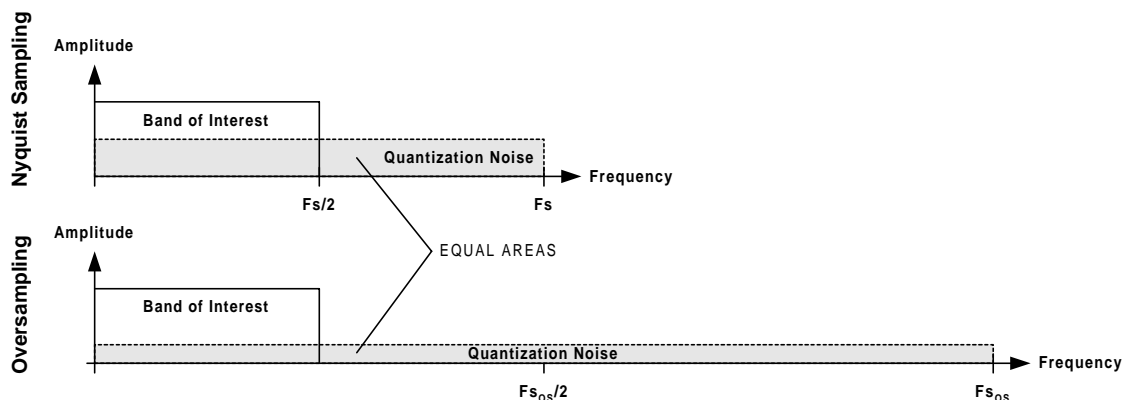 Nyquist Sampling
Amplitude
Band of Interest
Quantization Noise
Frequency
Fs/2
Fs
EQUAL AREAS
Oversampling
Amplitude
Band of Interest
Quantization Noise
Frequency
Fsos/2
Fsos